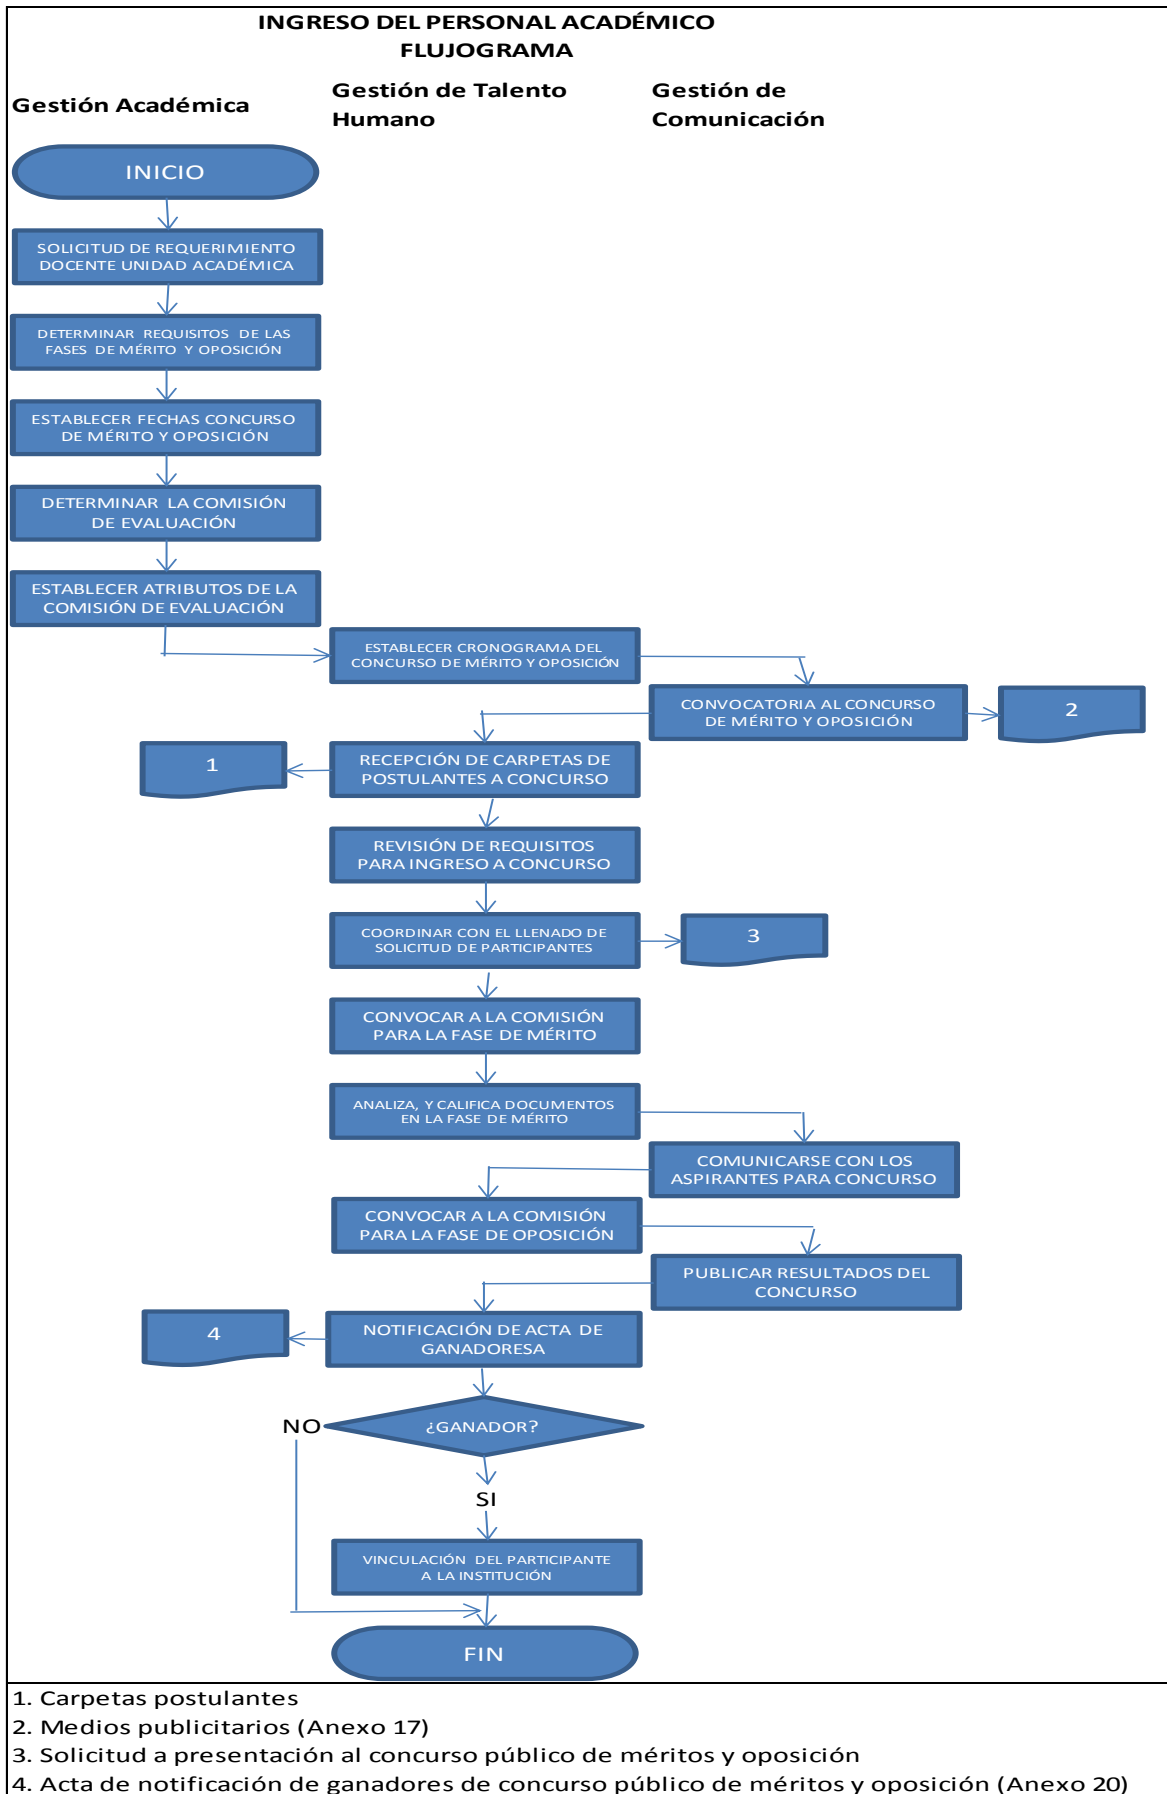 INGRESO DEL PERSONAL ACADÉMICO
FLUJOGRAMA
Gestión Académica
Gestión de Talento
Humano
Gestión de
Comunicación
INICIO
SOLICITUD DE REQUERIMIENTO
DOCENTE UNIDAD ACADÉMICA
DETERMINAR REQUISITOS DE LAS
FASES DE MÉRITO Y OPOSICIÓN
ESTABLECER FECHAS CONCURSO
DE MÉRITO Y OPOSICIÓN
DETERMINAR LA COMISIÓN
DE EVALUACIÓN
ESTABLECER ATRIBUTOS DE LA
COMISIÓN DE EVALUACIÓN
ESTABLECER CRONOGRAMA DEL
CONCURSO DE MÉRITO Y OPOSICIÓN
CONVOCATORIA AL CONCURSO
DE MÉRITO Y OPOSICIÓN
2
RECEPCIÓN DE CARPETAS DE
POSTULANTES A CONCURSO
1
REVISIÓN DE REQUISITOS
PARA INGRESO A CONCURSO
COORDINAR CON EL LLENADO DE
SOLICITUD DE PARTICIPANTES
3
CONVOCAR A LA COMISIÓN
PARA LA FASE DE MÉRITO
ANALIZA, Y CALIFICA DOCUMENTOS
EN LA FASE DE MÉRITO
COMUNICARSE CON LOS
ASPIRANTES PARA CONCURSO
CONVOCAR A LA COMISIÓN
PARA LA FASE DE OPOSICIÓN
PUBLICAR RESULTADOS DEL
CONCURSO
NOTIFICACIÓN DE ACTA DE
GANADORESA
4
¿GANADOR?
NO
SI
VINCULACIÓN DEL PARTICIPANTE
A LA INSTITUCIÓN
FIN
1. Carpetas postulantes
2. Medios publicitarios (Anexo 17)
3. Solicitud a presentación al concurso público de méritos y oposición
4. Acta de notificación de ganadores de concurso público de méritos y oposición (Anexo 20)